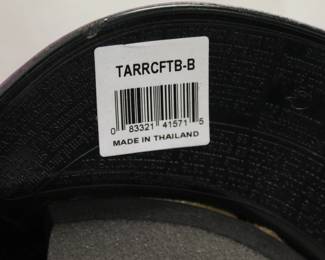 TARRCFTB-B
0 83321 41571 5
MADE IN THAILAND